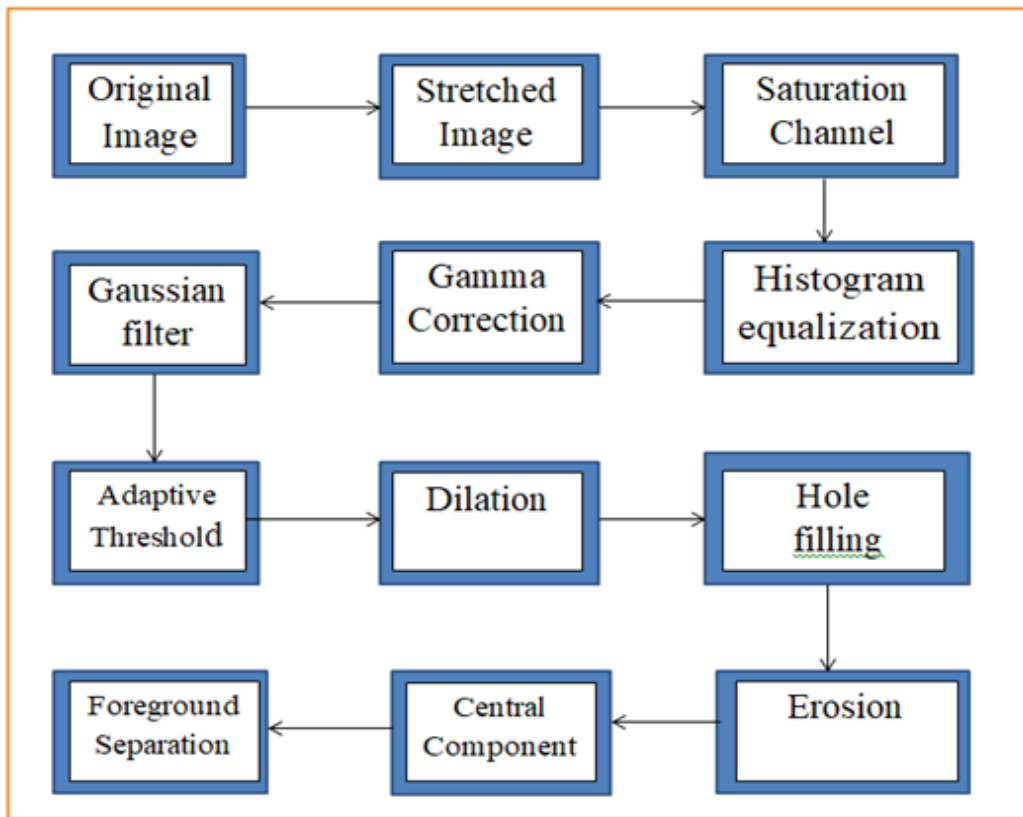 Original
Image
Stretched
Image
Saturation
Channel
Gaussian
filter
Gamma
Correction
Histogram
equalization
Adaptive
Threshold
Dilation
Hole
filling
Foreground
Separation
Central
Component
Erosion